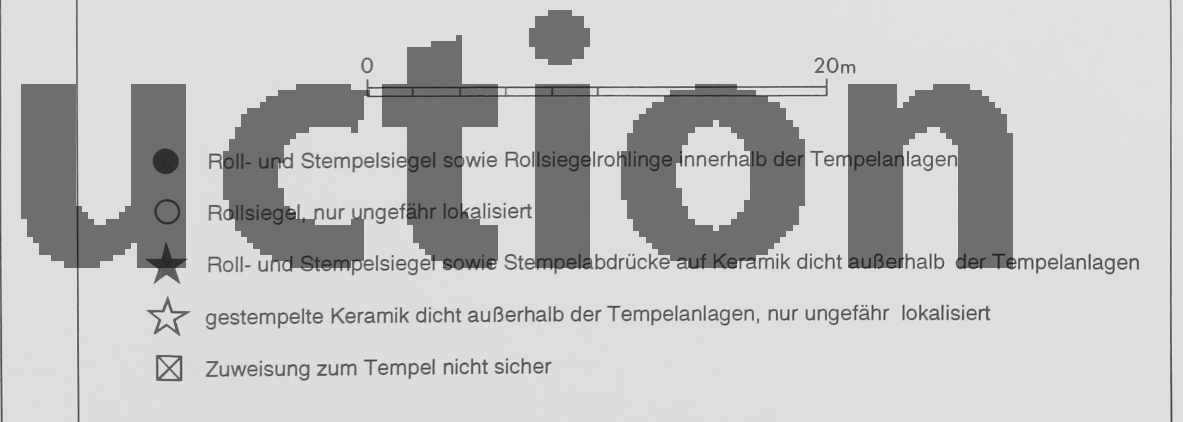 0 20m
Roll- und Stempelsiegel sowie Rollsiegelrohlinge innerhalb der Tempelanlagen
Rollsiegel, nur ungefähr lokalisiert
Roll- und Stempelsiegel sowie Stempelabdrücke auf Keramik dicht außerhalb der Tempelanlagen
gestempelte Keramik dicht außerhalb der Tempelanlagen, nur ungefähr lokalisiert
Zuweisung zum Tempel nicht sicher
uction